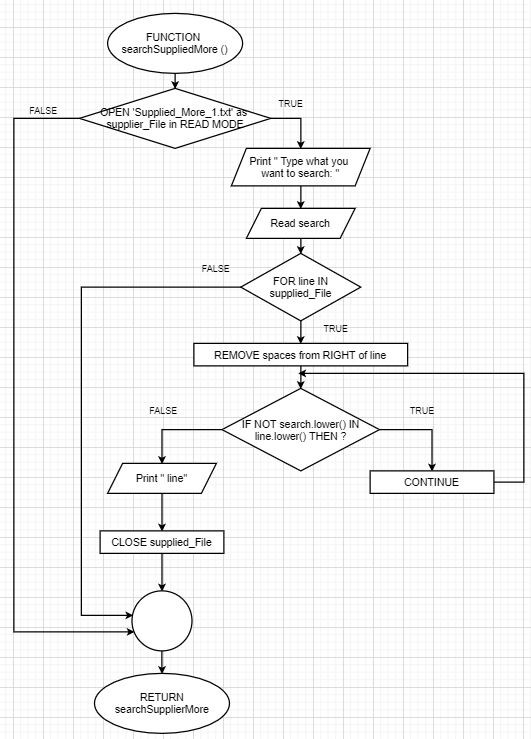 FUNCTION
searchSuppliedMore ()
FALSE
TRUE
OPEN 'Supplied_More_1.txt' as
supplier_File in READ MODE
Print " Type what you
want to search: "
Read search
FALSE
FOR line IN
supplied_File
TRUE
REMOVE spaces from RIGHT of line
FALSE
TRUE
IF NOT search.lower() IN
line.lower() THEN ?
Print " line"
CONTINUE
CLOSE supplied_File
RETURN
searchSupplierMore